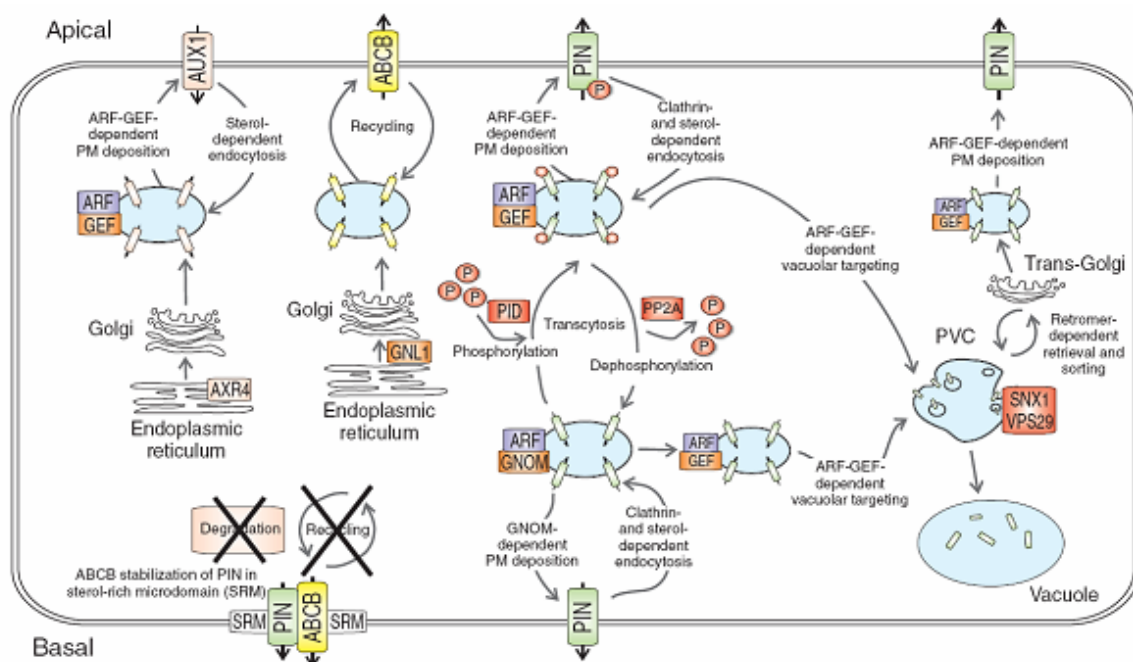 Apical
AUX1
ABCB
PIN
P
PIN
ARF-GEF-
dependent
PM deposition
Sterol-
dependent
endocytosis
Recycling
ARF-GEF-
dependent
PM deposition
Clathrin-
and sterol-
dependent
endocytosis
ARF-GEF-dependent
PM deposition
ARF
GEF
ARF
GEF
ARF
GEF
ARF-GEF-
dependent
vacuolar targeting
Trans-Golgi
Golgi
Golgi
P
P
P
PID
Phosphorylation
Transcytosis
PP2A
P
P
P
Dephosphorylation
PVC
Retromer-
dependent
retrieval and
sorting
GNL1
AXR4
Endoplasmic
reticulum
Endoplasmic
reticulum
SNX1
VPS29
ARF
GNOM
ARF
GEF
ARF-GEF-
dependent
vacuolar targeting
Degradation
Recycling
GNOM-
dependent
PM deposition
Clathrin-
and sterol-
dependent
endocytosis
ABCB stabilization of PIN in
sterol-rich microdomain (SRM)
SRM
PIN
ABCB
SRM
PIN
Vacuole
Basal